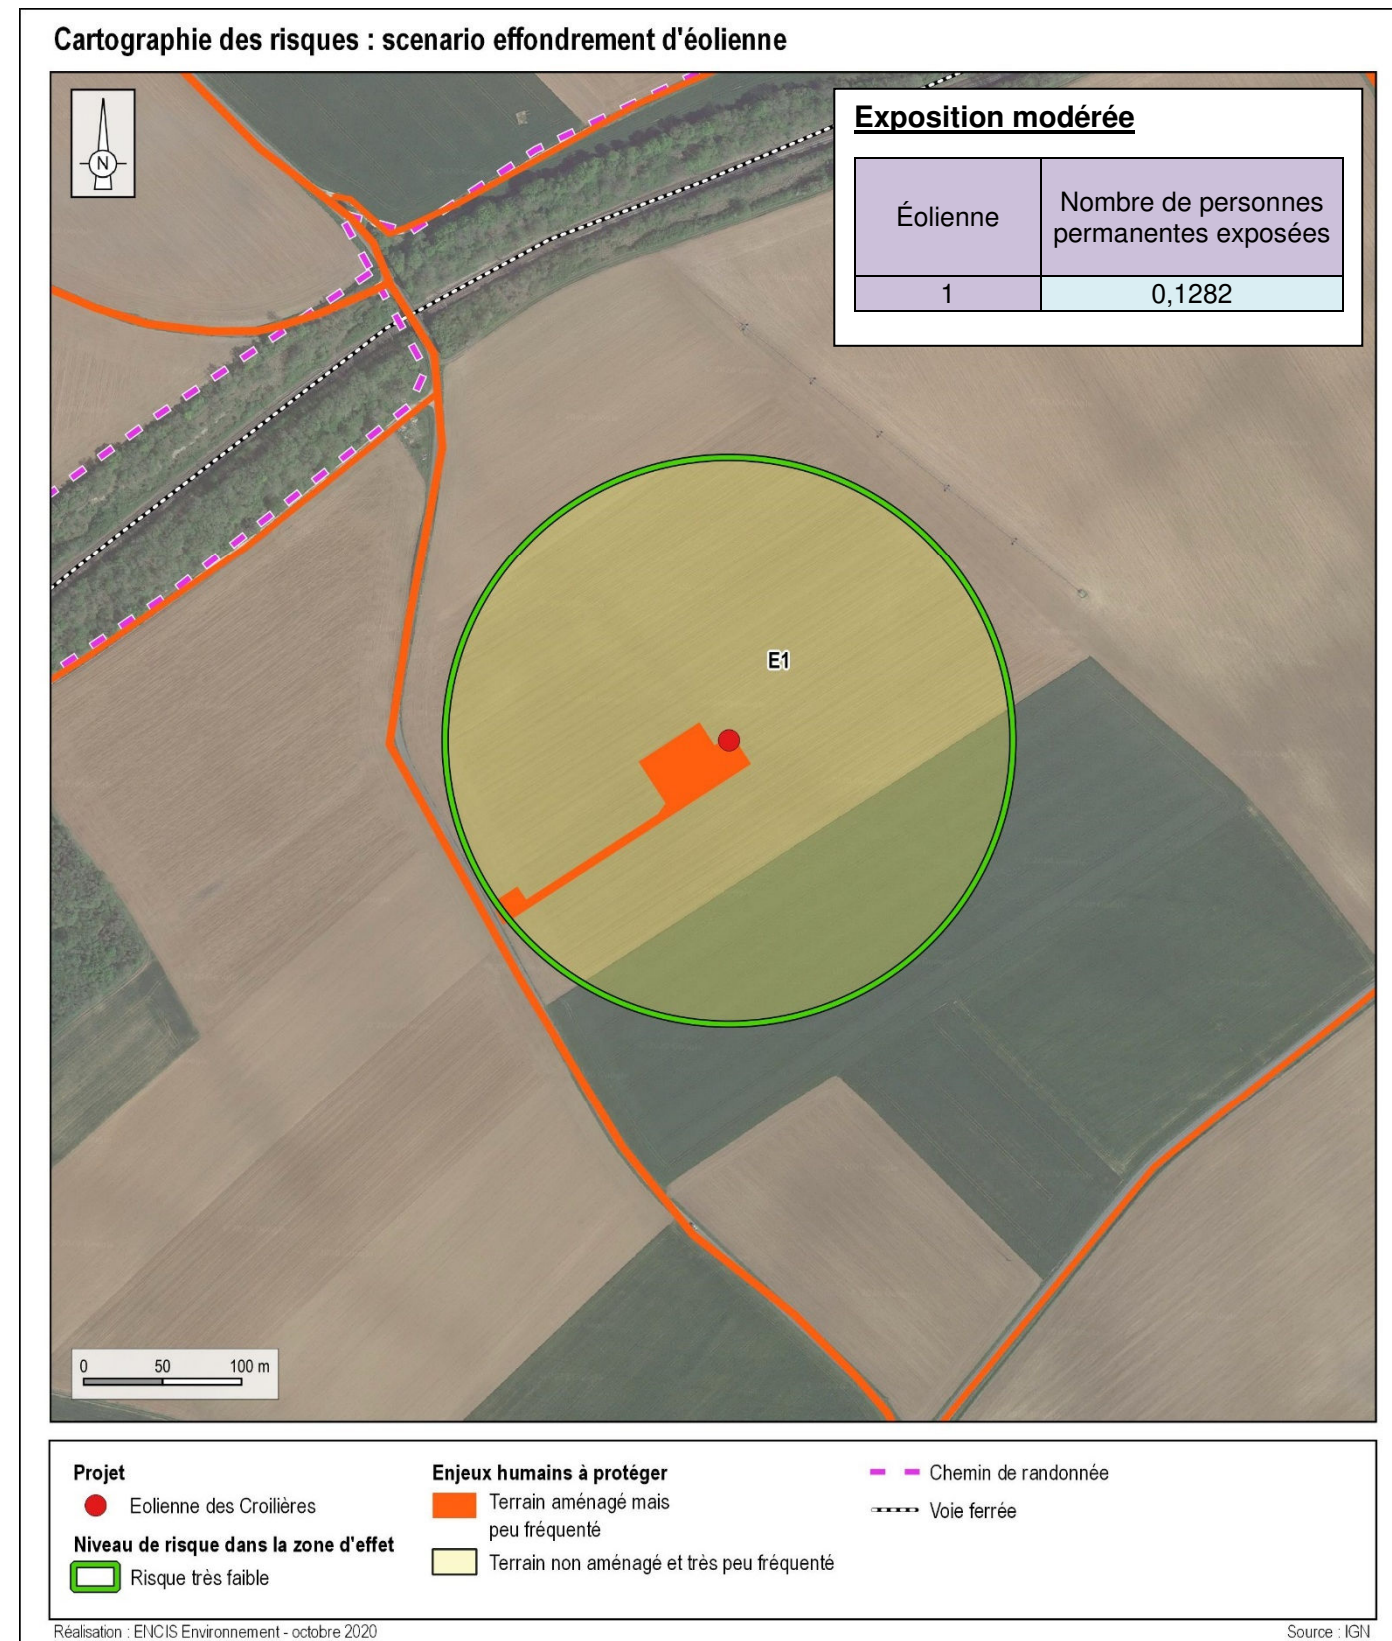 Cartographie des risques : scenario effondrement d'éolienne
N
Exposition modérée
Éolienne
Nombre de personnes
permanentes exposées
1
0,1282
E1
0 50 100 m
Projet
Eolienne des Croilières
Niveau de risque dans la zone d'effet
Risque très faible
Enjeux humains à protéger
Terrain aménagé mais
peu fréquenté
Terrain non aménagé et très peu fréquenté
Chemin de randonnée
Voie ferrée
Réalisation : ENCIS Environnement - octobre 2020
Source : IGN